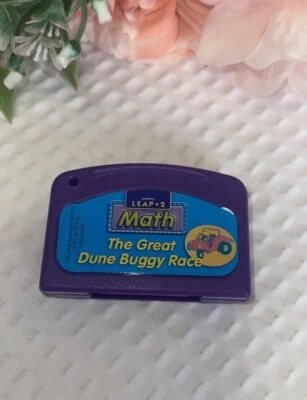 LEAP•2
Math
The Great
Dune Buggy Race